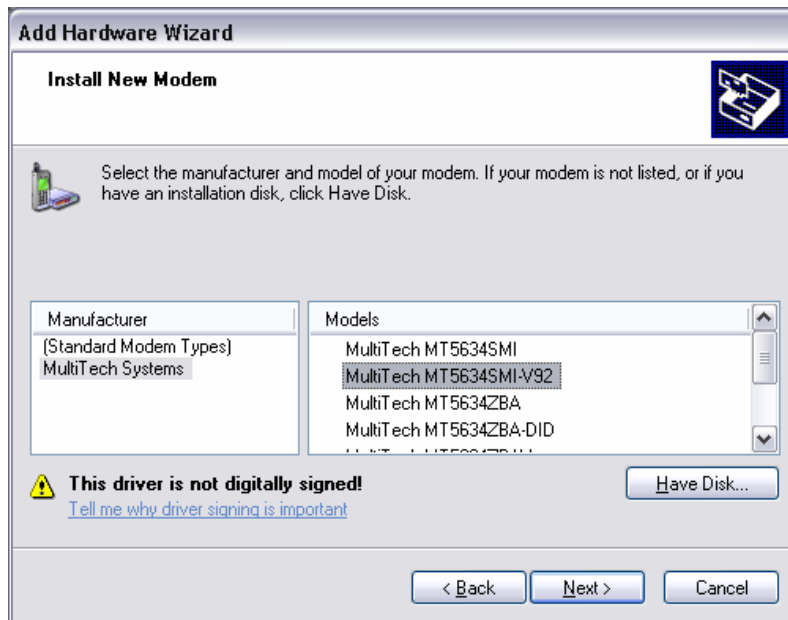 Add Hardware Wizard
Install New Modem
Select the manufacturer and model of your modem. If your modem is not listed, or if you
have an installation disk, click Have Disk.
Manufacturer
(Standard Modem Types)
MultiTech Systems
Models
MultiTech MT5634SMI
MultiTech MT5634SMI-V92
MultiTech MT5634ZBA
MultiTech MT5634ZBA-DID
This driver is not digitally signed!
Tell me why driver signing is important
Have Disk...
< Back
Next >
Cancel